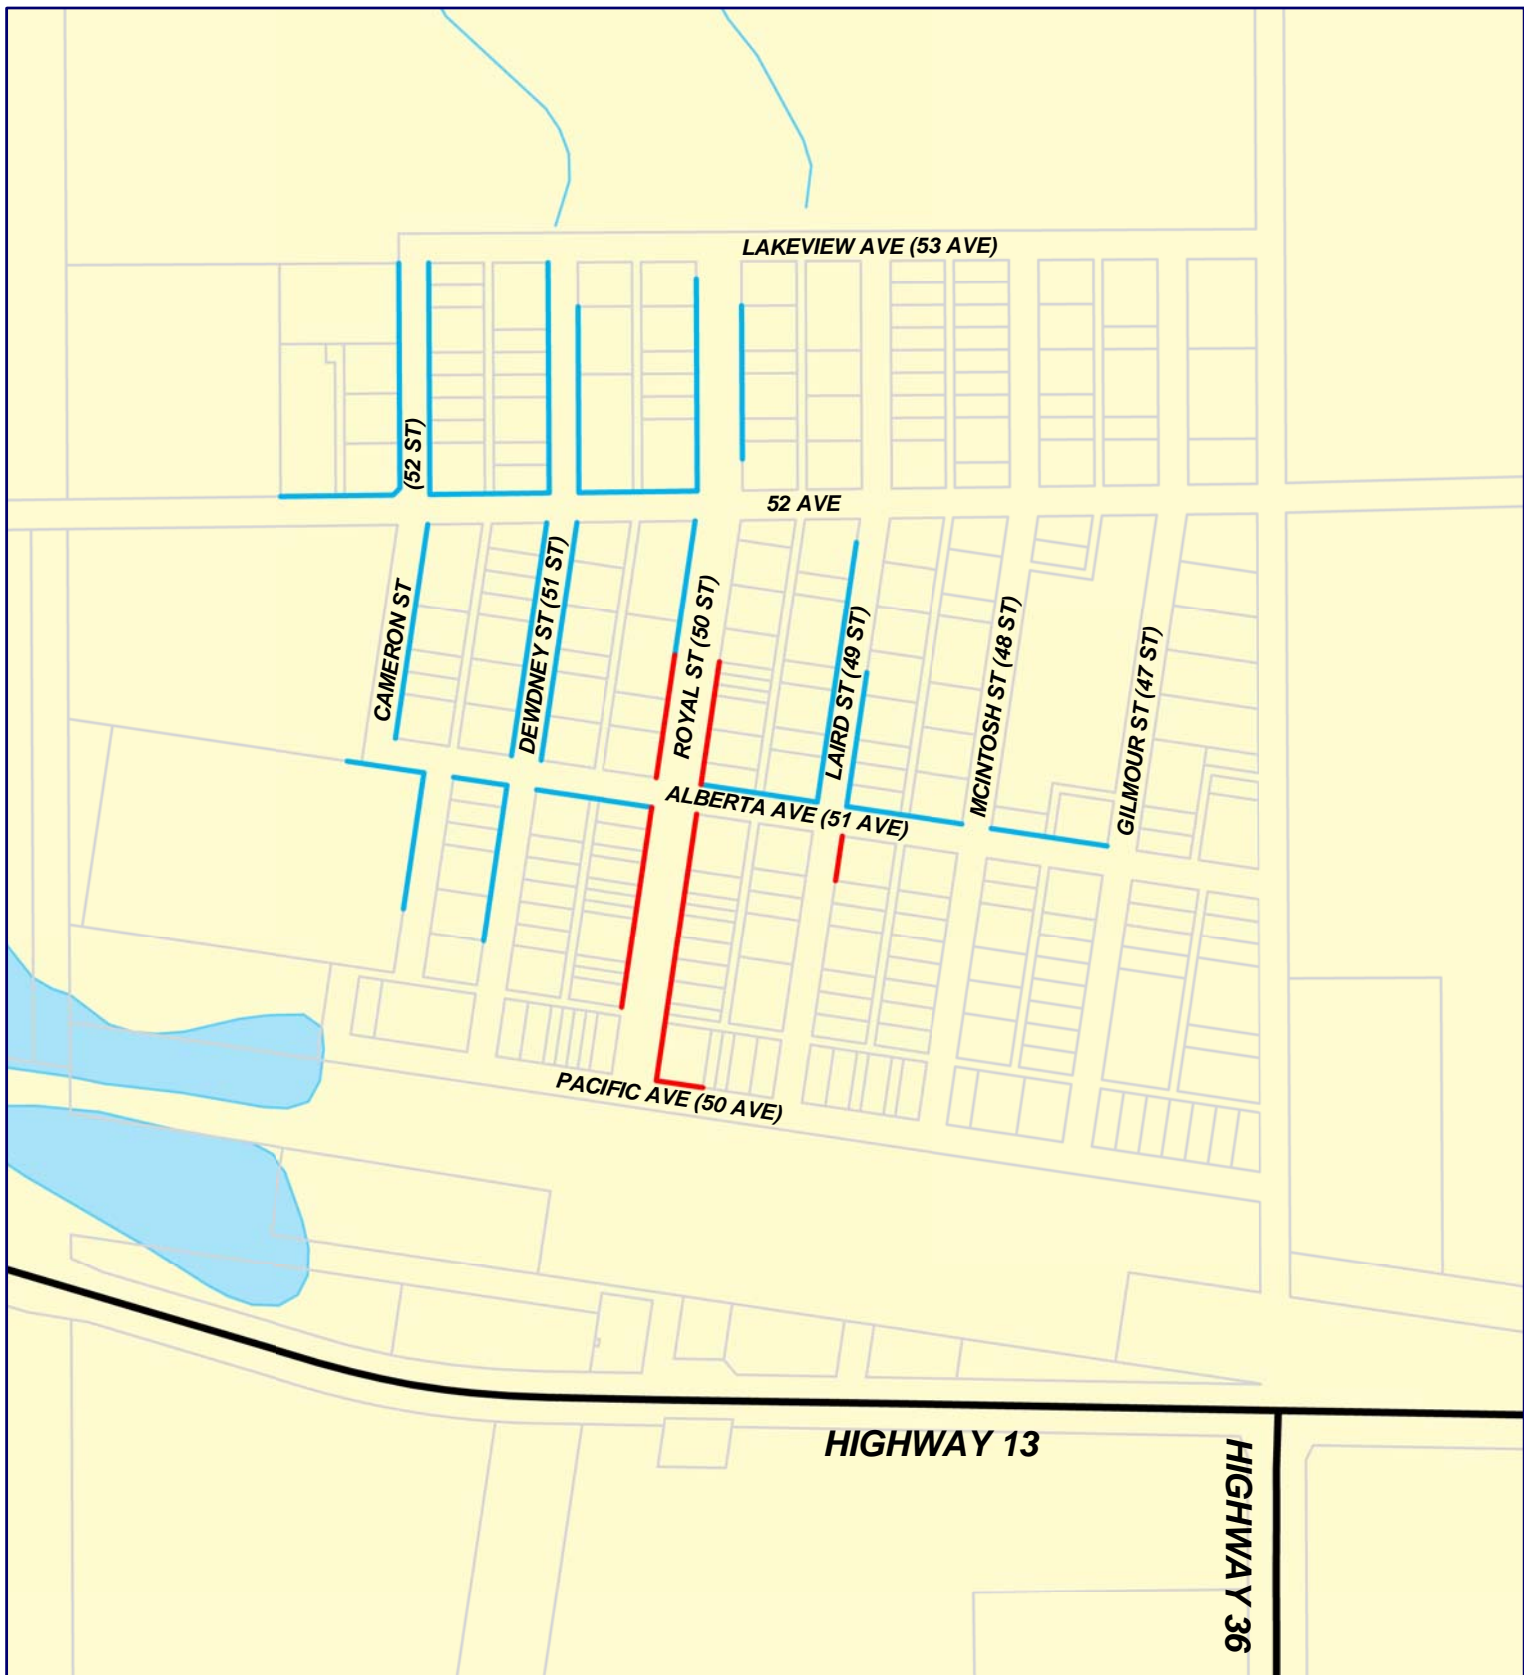 LAKEVIEW AVE (53 AVE)
(52 ST)
52 AVE
CAMERON ST
DEWDNEY ST (51 ST)
ROYAL ST (50 ST)
LAIRD ST (49 ST)
MCINTOSH ST (48 ST)
GILMOUR ST (47 ST)
ALBERTA AVE (51 AVE)
PACIFIC AVE (50 AVE)
HIGHWAY 13
HIGHWAY 36